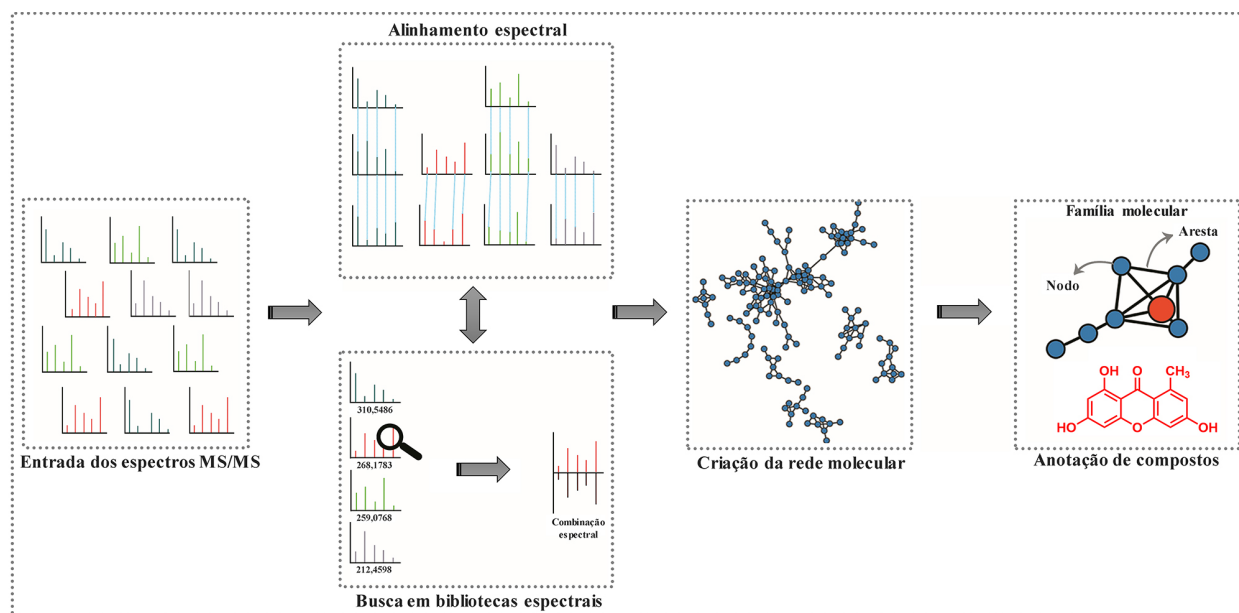 Alinhamento espectral
Entrada dos espectros MS/MS
310,5486
268,1783
259,0768
212,4598
Combinação
espectral
Busca em bibliotecas espectrais
Criação da rede molecular
Família molecular
Aresta
Nodo
OH
O
CH₃
HO
O
OH
Anotação de compostos